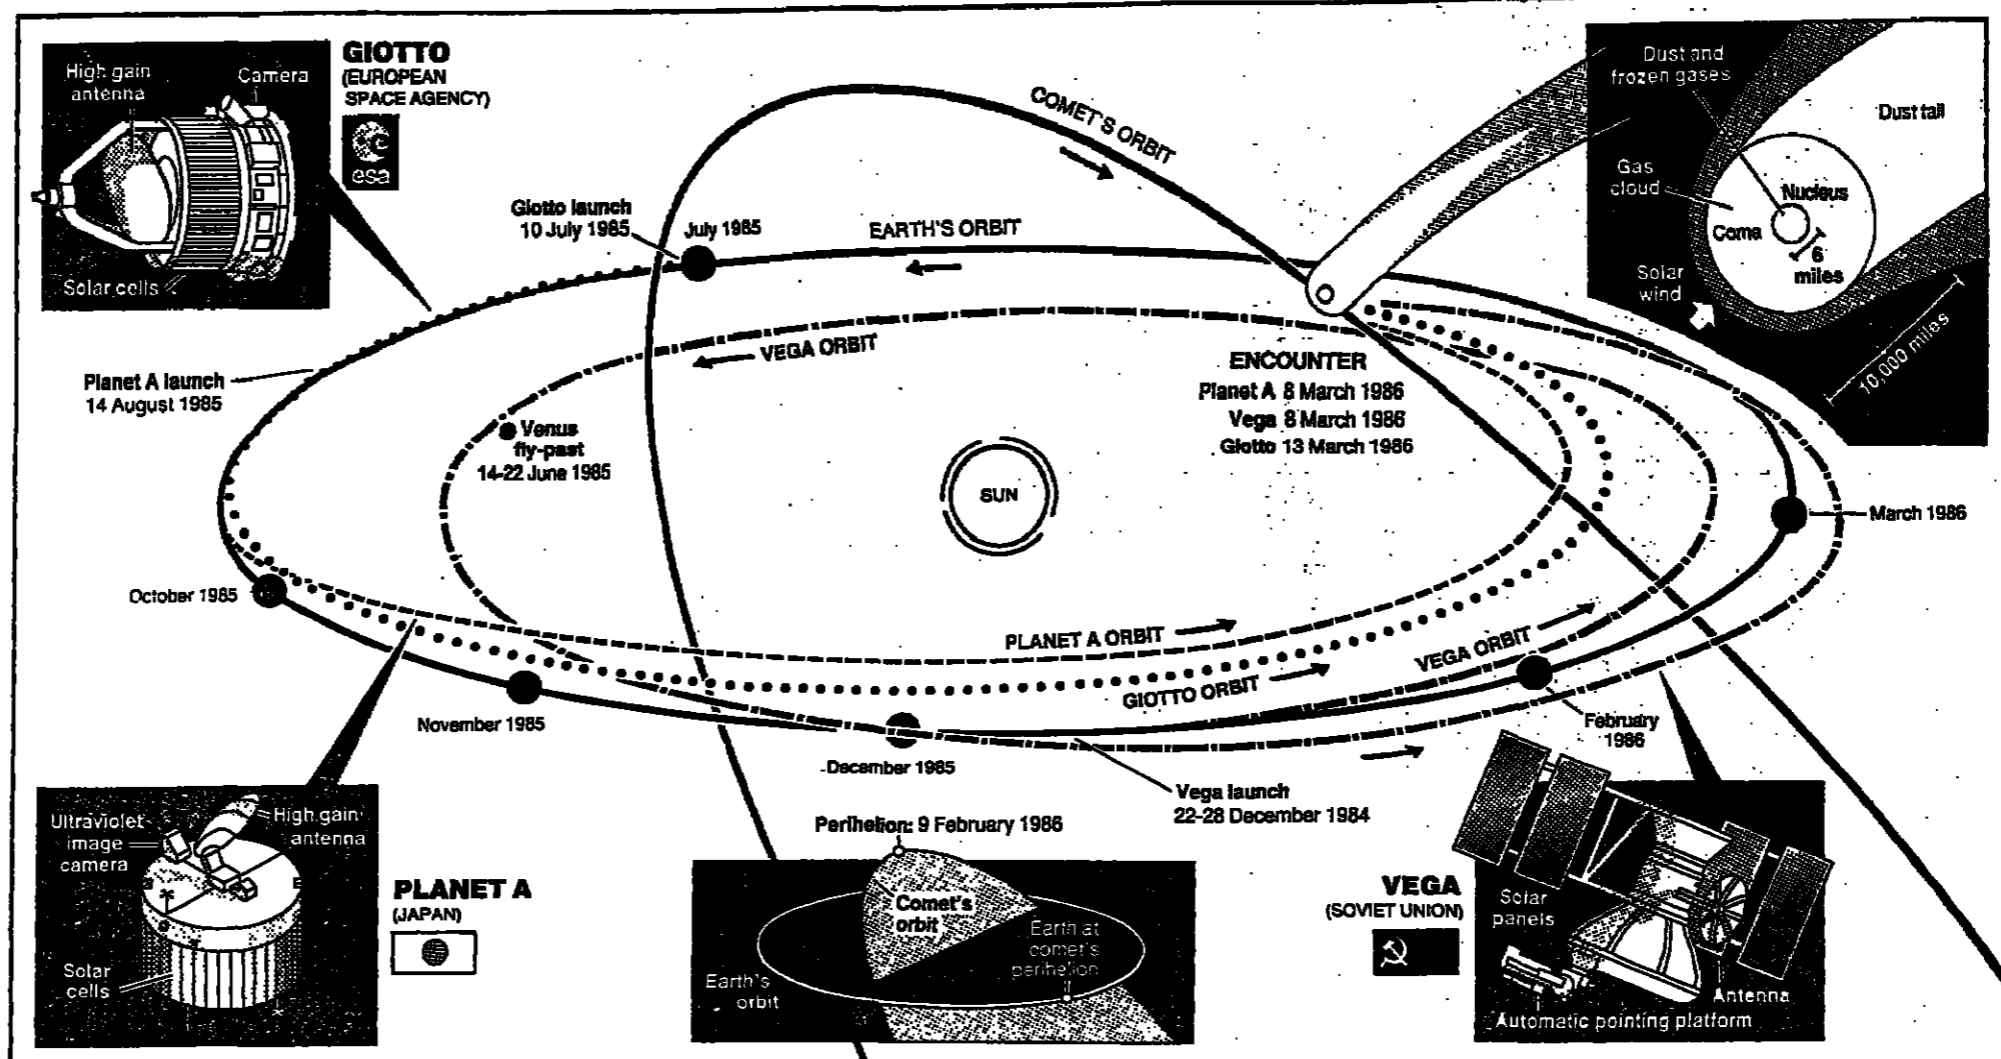 GIOTTO
(EUROPEAN
SPACE AGENCY)
esa
High gain
antenna
Camera
Solar cells
Giotto launch
10 July 1985
July 1985
EARTH'S ORBIT
COMET'S ORBIT
Dust and
frozen gases
Dust tail
Gas
cloud
Nucleus
Coma
6
miles
Solar
wind
10,000 miles
VEGA ORBIT
Planet A launch
14 August 1985
Venus
fly-past
14-22 June 1985
SUN
ENCOUNTER
Planet A 8 March 1986
Vega 8 March 1986
Giotto 13 March 1986
March 1986
October 1985
PLANET A ORBIT
VEGA ORBIT
GIOTTO ORBIT
November 1985
December 1985
February
1986
Vega launch
22-28 December 1984
Perihelion: 9 February 1986
Comet's
orbit
Earth at
comet's
perihelion
Earth's
orbit
Ultraviolet
image
camera
High gain
antenna
Solar
cells
PLANET A
(JAPAN)
VEGA
(SOVIET UNION)
Solar
panels
Antenna
Automatic pointing platform